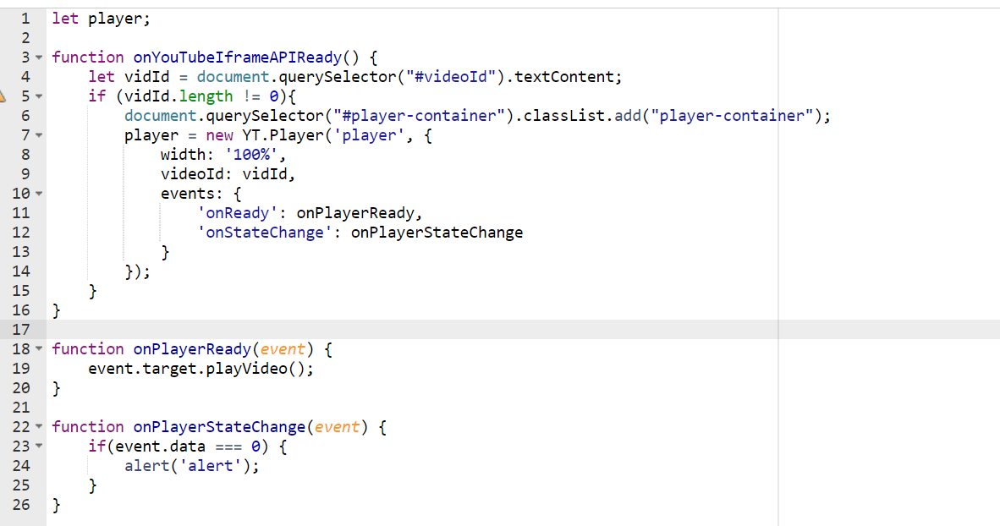 1 let player;
2
3 function onYouTubeIframeAPIReady() {
4     let vidId = document.querySelector("#videoId").textContent;
5     if (vidId.length != 0){
6         document.querySelector("#player-container").classList.add("player-container");
7         player = new YT.Player('player', {
8             width: '100%',
9             videoId: vidId,
10             events: {
11                 'onReady': onPlayerReady,
12                 'onStateChange': onPlayerStateChange
13             }
14         });
15     }
16 }
17
18 function onPlayerReady(event) {
19     event.target.playVideo();
20 }
21
22 function onPlayerStateChange(event) {
23     if(event.data === 0) {
24         alert('alert');
25     }
26 }